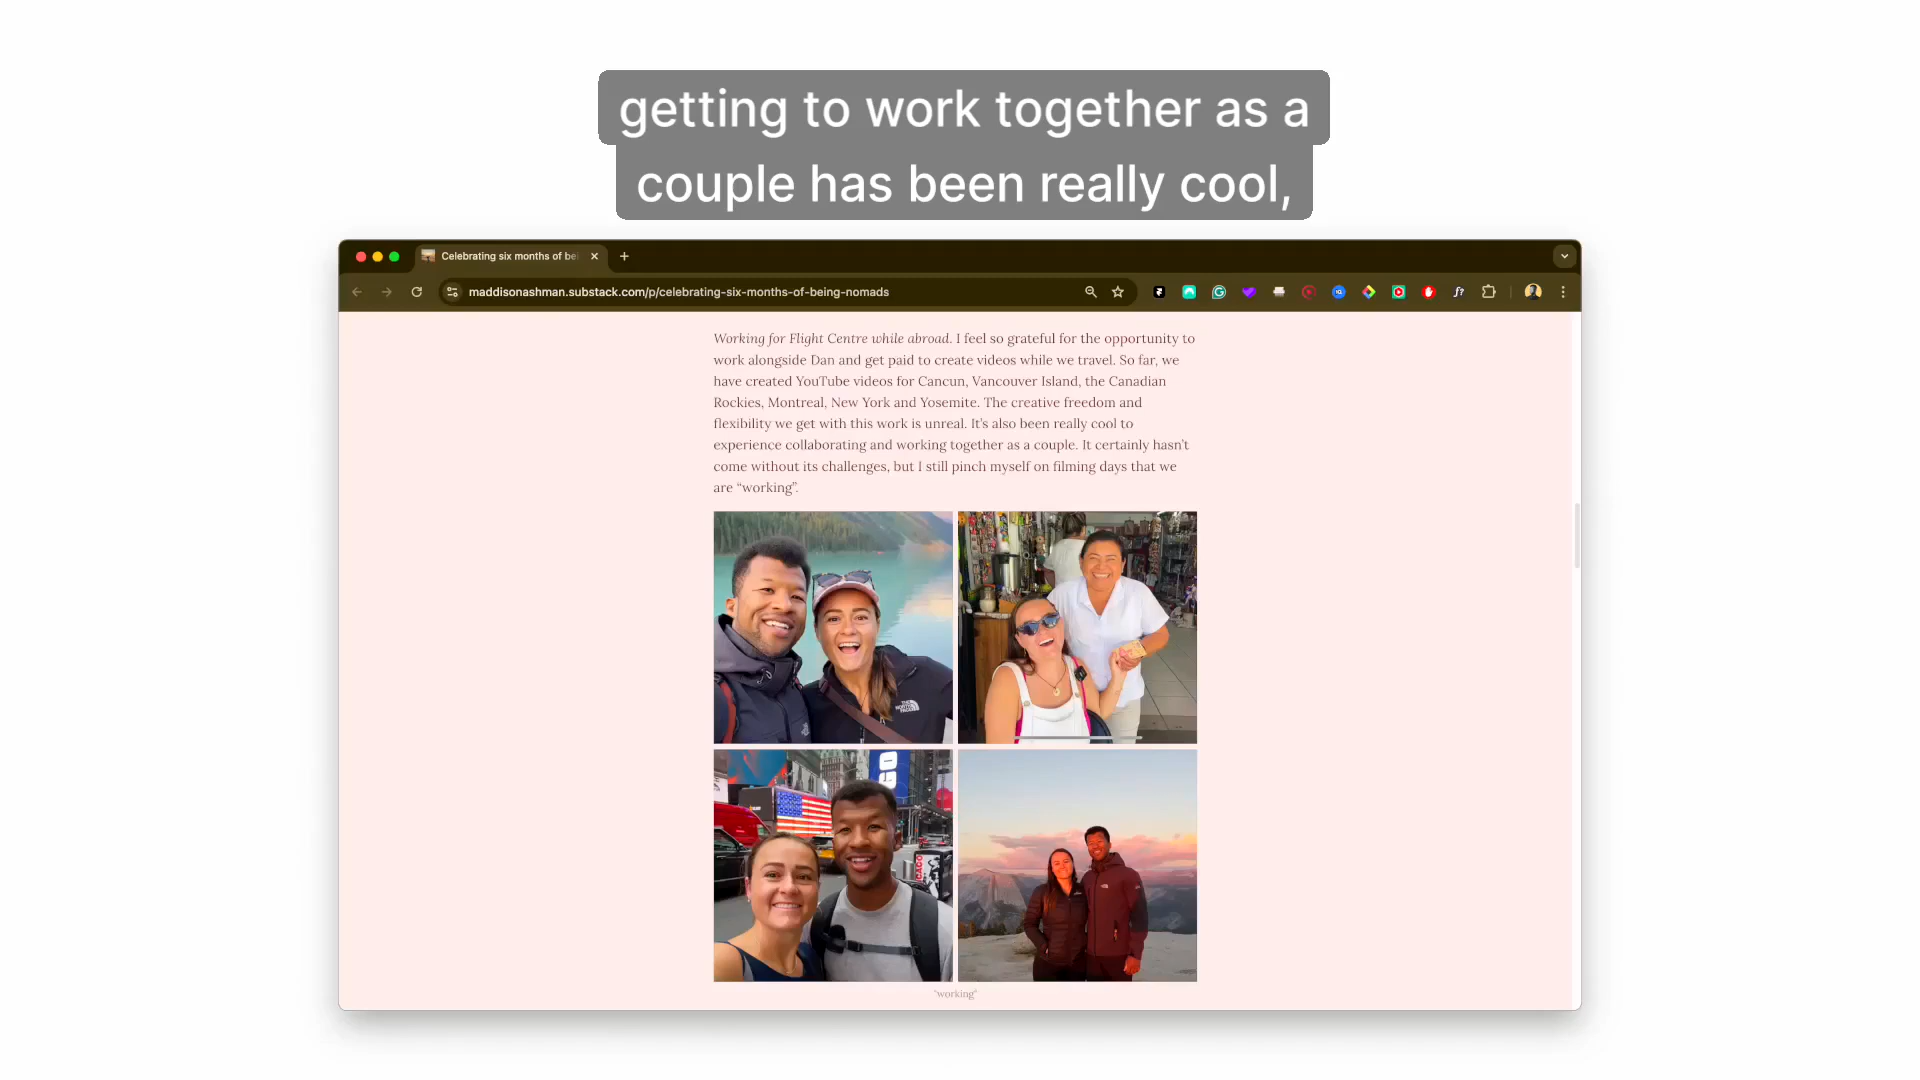 getting to work together as a
couple has been really cool,
Celebrating six months of bei
maddisonashman.substack.com/p/celebrating-six-months-of-being-nomads
Working for Flight Centre while abroad. I feel so grateful for the opportunity to
work alongside Dan and get paid to create videos while we travel. So far, we
have created YouTube videos for Cancun, Vancouver Island, the Canadian
Rockies, Montreal, New York and Yosemite. The creative freedom and
flexibility we get with this work is unreal. It’s also been really cool to
experience collaborating and working together as a couple. It certainly hasn’t
come without its challenges, but I still pinch myself on filming days that we
are “working”.
THE NORTH FACE
"working"